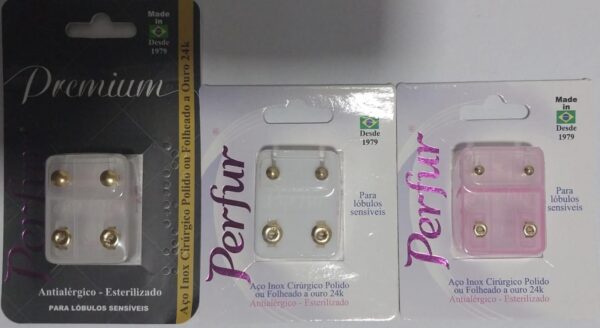 Made in
Desde
1979
Premium
Perfur
Aço Inox Cirúrgico Polido ou Folheado a Ouro 24k
Antialérgico - Esterilizado
PARA LÓBULOS SENSÍVEIS
Desde
1979
Perfur
Para
lóbulos
sensíveis
Aço Inox Cirúrgico Polido
ou Folheado a ouro 24k
Antialérgico - Esterilizado
Made in
Desde
1979
Perfur
Para
lóbulos
sensíveis
Aço Inox Cirúrgico Polido
ou Folheado a ouro 24k
Antialérgico - Esterilizado